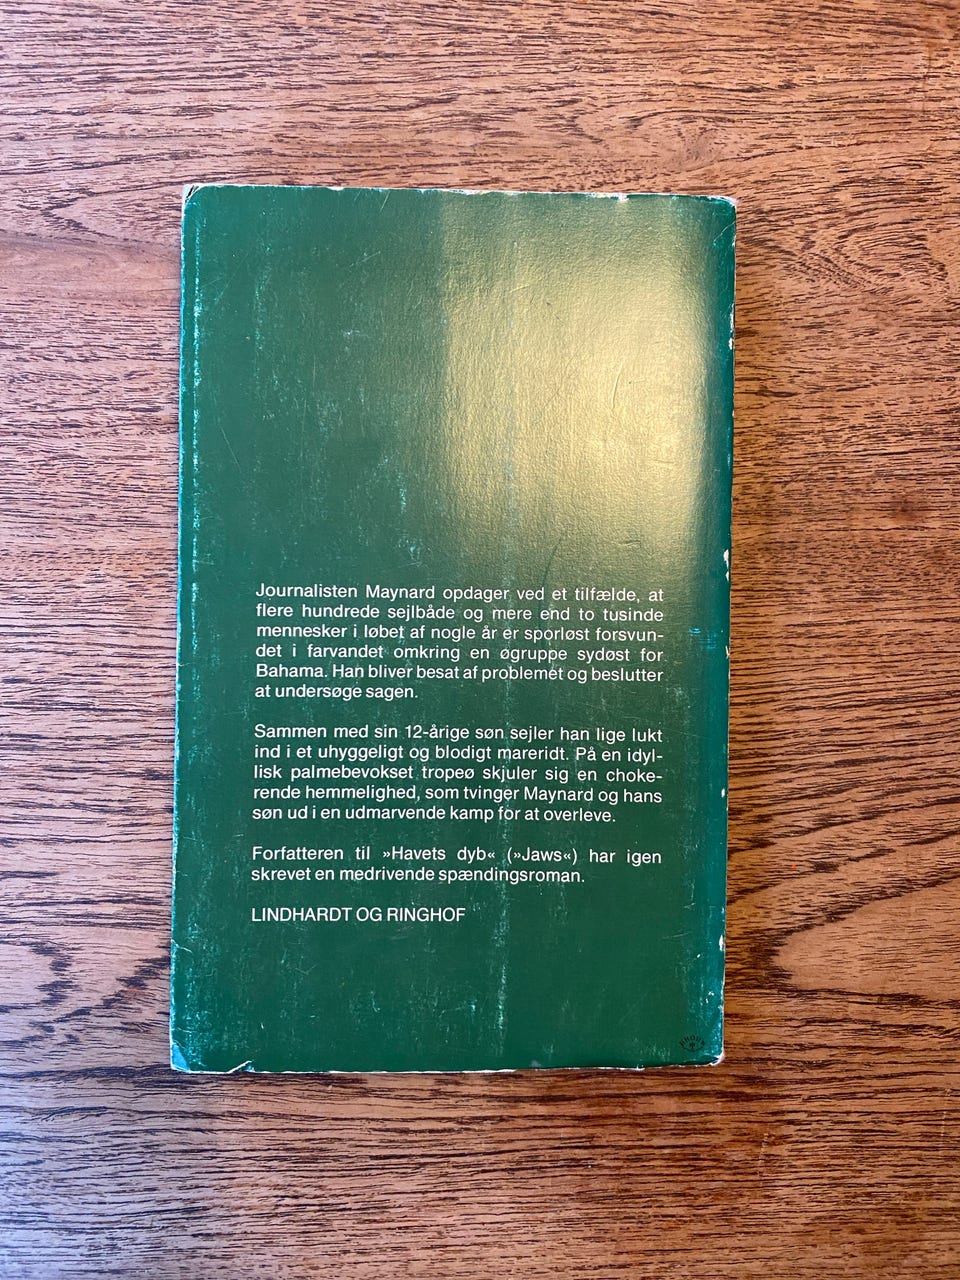 Journalisten Maynard opdager ved et tilfælde, at
flere hundrede sejlbåde og mere end to tusinde
mennesker i løbet af nogle år er sporløst forsvun-
det i farvandet omkring en øgruppe sydøst for
Bahama. Han bliver besat af problemet og beslutter
at undersøge sagen.
Sammen med sin 12-årige søn sejler han lige lukt
ind i et uhyggeligt og blodigt mareridt. På en idyl-
lisk palmebevokset tropeø skjuler sig en choke-
rende hemmelighed, som tvinger Maynard og hans
søn ud i en udmarvende kamp for at overleve.
Forfatteren til »Havets dyb« (»Jaws«) har igen
skrevet en medrivende spændingsroman.
LINDHARDT OG RINGHOF